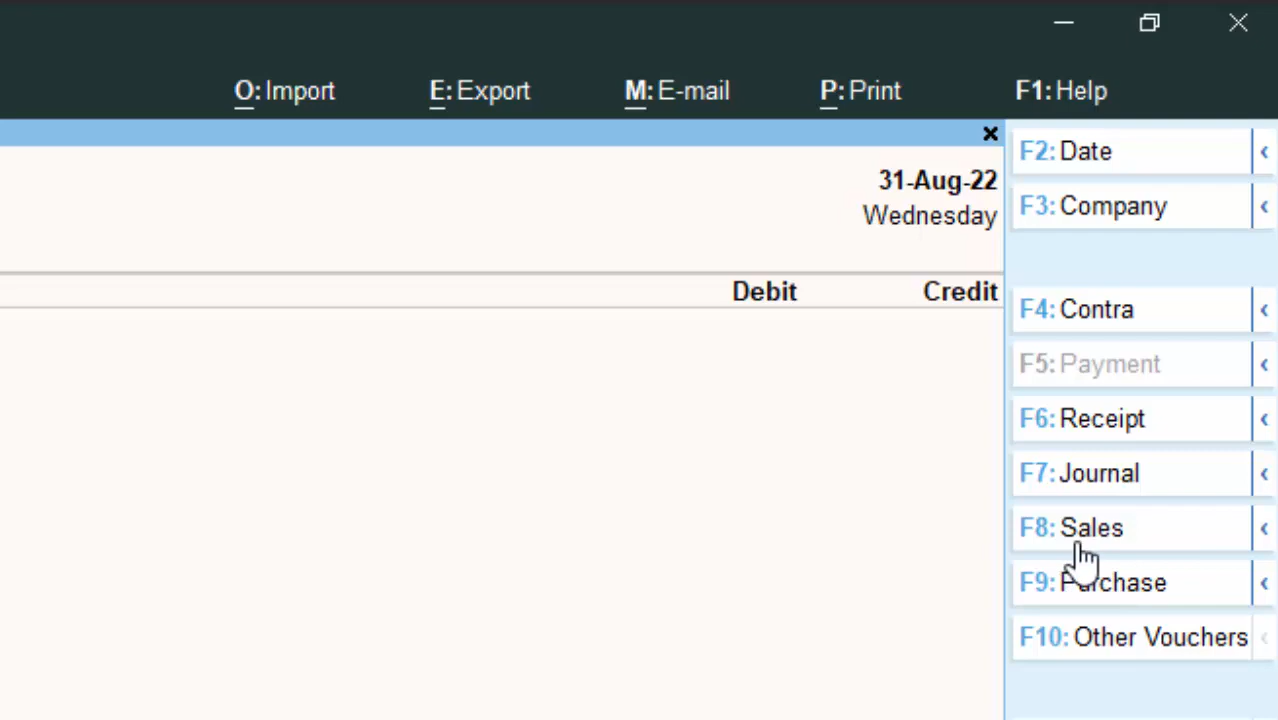 O: Import E: Export M: E-mail P: Print F1: Help
F2: Date
31-Aug-22
Wednesday
F3: Company
Debit Credit
F4: Contra
F5: Payment
F6: Receipt
F7: Journal
F8: Sales
F9: Purchase
F10: Other Vouchers